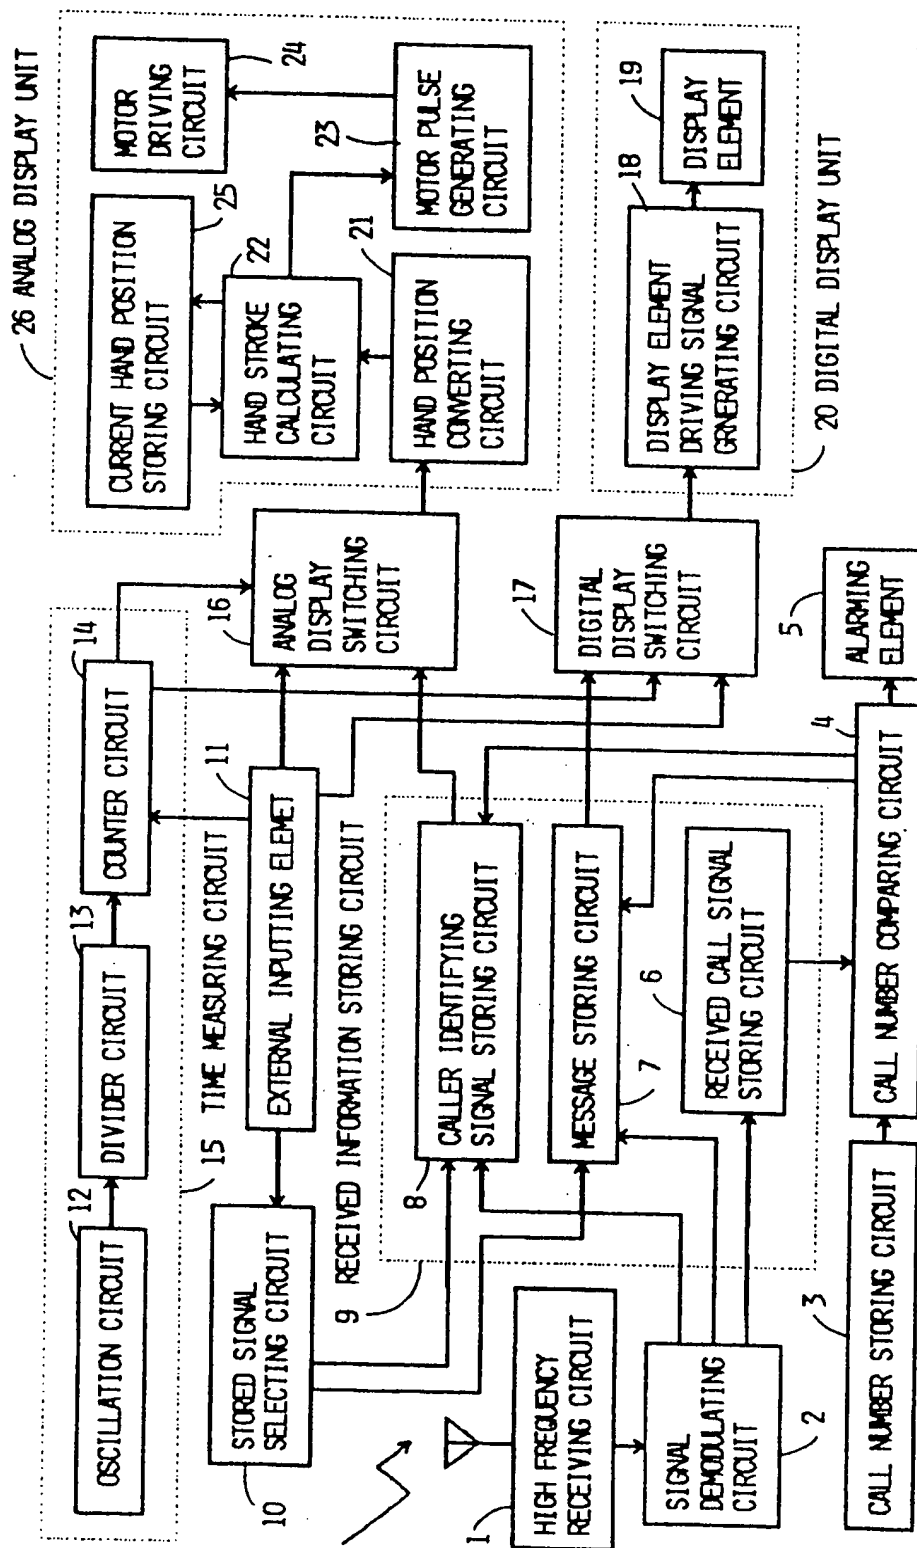 26 ANALOG DISPLAY UNIT
12
OSCILLATION CIRCUIT
13
DIVIDER CIRCUIT
14
COUNTER CIRCUIT
15 TIME MEASURING CIRCUIT
CURRENT HAND POSITION
STORING CIRCUIT
25
MOTOR
DRIVING
CIRCUIT
24
10
STORED SIGNAL
SELECTING CIRCUIT
11
EXTERNAL INPUTTING ELEMET
16
ANALOG
DISPLAY
SWITCHING
CIRCUIT
22
HAND STROKE
CALCULATING
CIRCUIT
23
MOTOR PULSE
GENERATING
CIRCUIT
21
HAND POSITION
CONVERTING
CIRCUIT
9 RECEIVED INFORMATION STORING CIRCUIT
8
CALLER IDENTIFYING
SIGNAL STORING CIRCUIT
MESSAGE STORING CIRCUIT
7
6
RECEIVED CALL SIGNAL
STORING CIRCUIT
17
DIGITAL
DISPLAY
SWITCHING
CIRCUIT
18
DISPLAY ELEMENT
DRIVING SIGNAL
GRNERATING CIRCUIT
19
DISPLAY
ELEMENT
20 DIGITAL DISPLAY UNIT
1
HIGH FREQUENCY
RECEIVING CIRCUIT
SIGNAL
DEMODULATING
CIRCUIT
2
3
CALL NUMBER STORING CIRCUIT
4
CALL NUMBER COMPARING CIRCUIT
5
ALARMING
ELEMENT